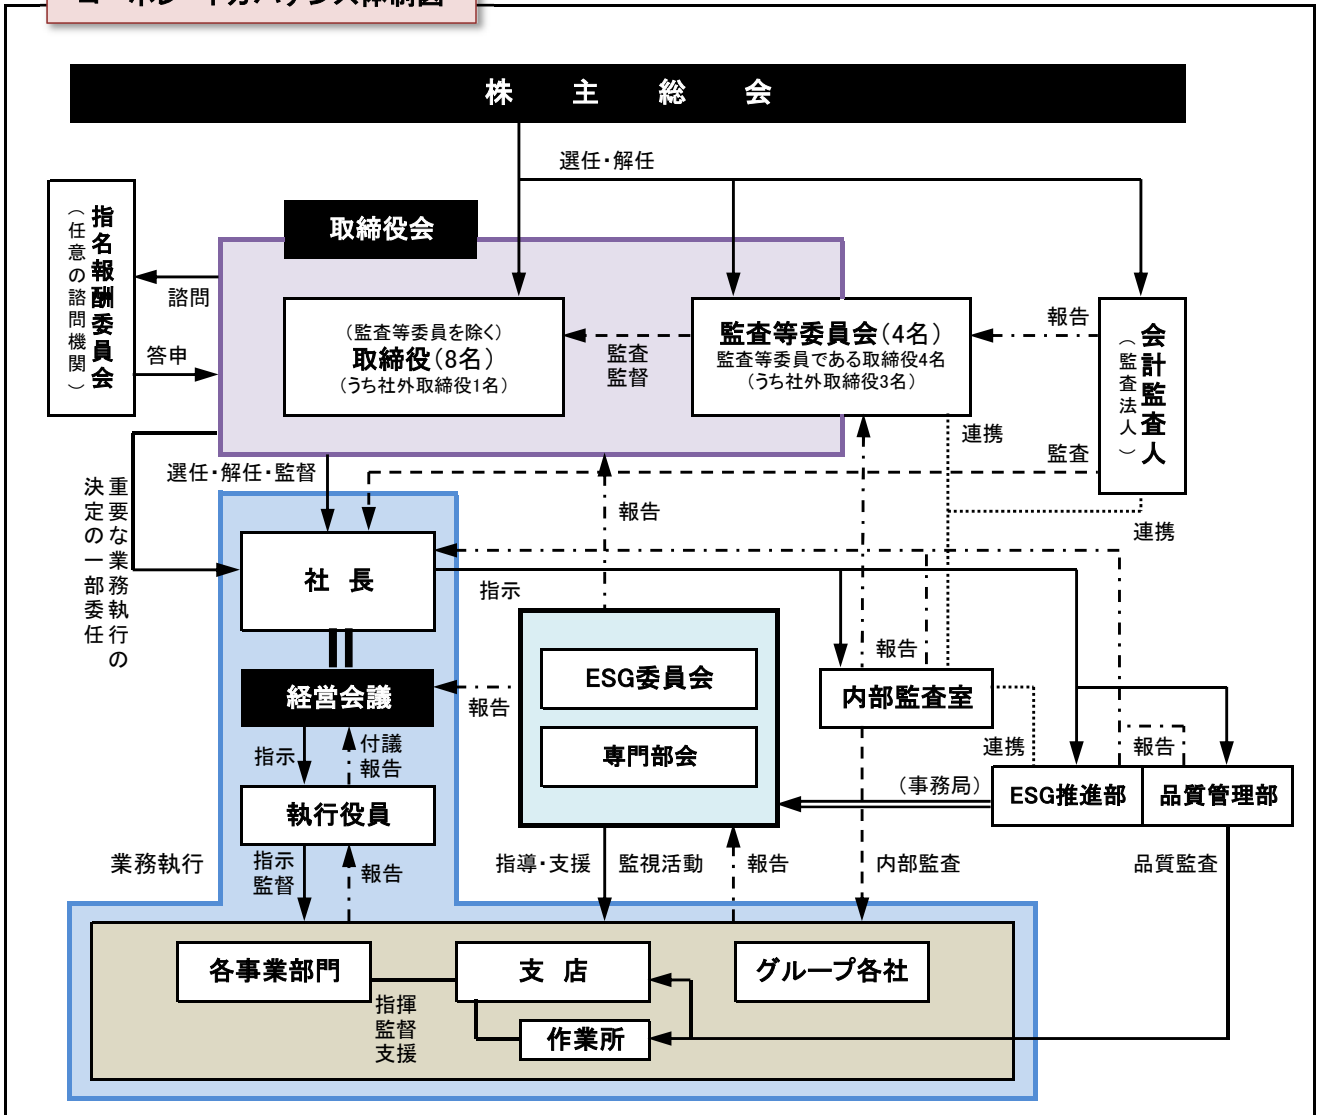 コーポレートガバナンス体制図
株主総会
選任・解任
指名報酬委員会
（任意の諮問機関）
諮問
答申
取締役会
（監査等委員を除く）
取締役（8名）
（うち社外取締役1名）
監査
監督
監査等委員会（4名）
監査等委員である取締役4名
（うち社外取締役3名）
報告
会計監査人
（監査法人）
連携
監査
連携
選任・解任・監督
重要な業務執行の
決定の一部委任
報告
社長
指示
報告
ESG委員会
専門部会
内部監査室
経営会議
報告
連携
報告
指示
付議
報告
（事務局）
ESG推進部
品質管理部
執行役員
業務執行
指示
監督
報告
指導・支援
監視活動
報告
内部監査
品質監査
各事業部門
支店
グループ各社
指揮
監督
支援
作業所